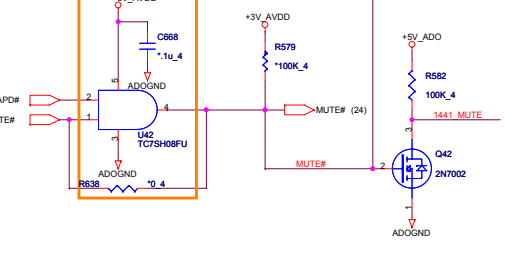 +3V_AVDD
+5V_ADO
C668
*.1u_4
R579
*100K_4
ADOGND
R582
100K_4
5
APD#
2
4
MUTE# (24)
1441_MUTE
1
3
U42
TC7SH08FU
3
MUTE#
2
Q42
2N7002
ADOGND
R638
*0_4
1
ADOGND